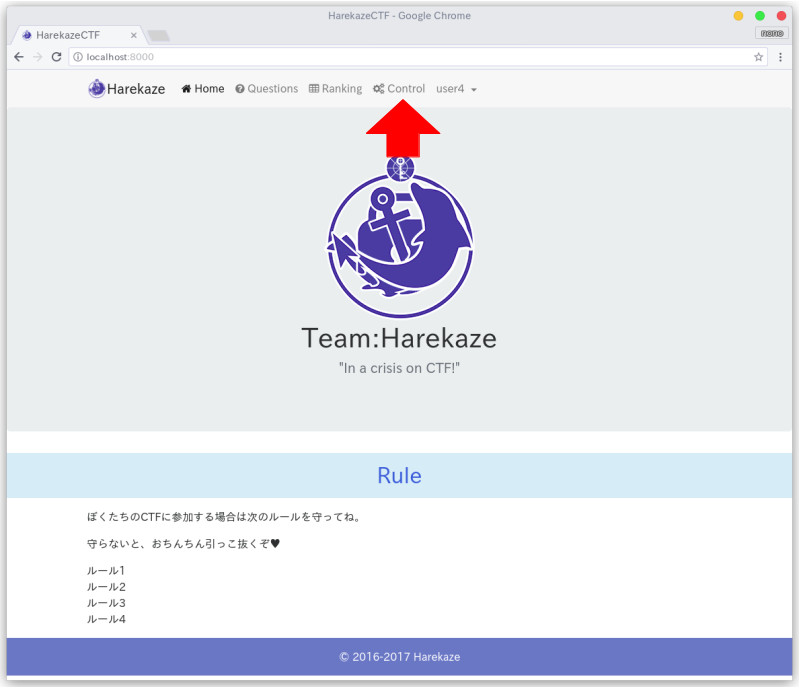 HarekazeCTF - Google Chrome
HarekazeCTF
nono
localhost:8000
Harekaze Home Questions Ranking Control user4
Team:Harekaze
"In a crisis on CTF!"
Rule
ぼくたちのCTFに参加する場合は次のルールを守ってね。
守らないと、おちんちん引っこ抜くぞ♥
ルール1
ルール2
ルール3
ルール4
© 2016-2017 Harekaze